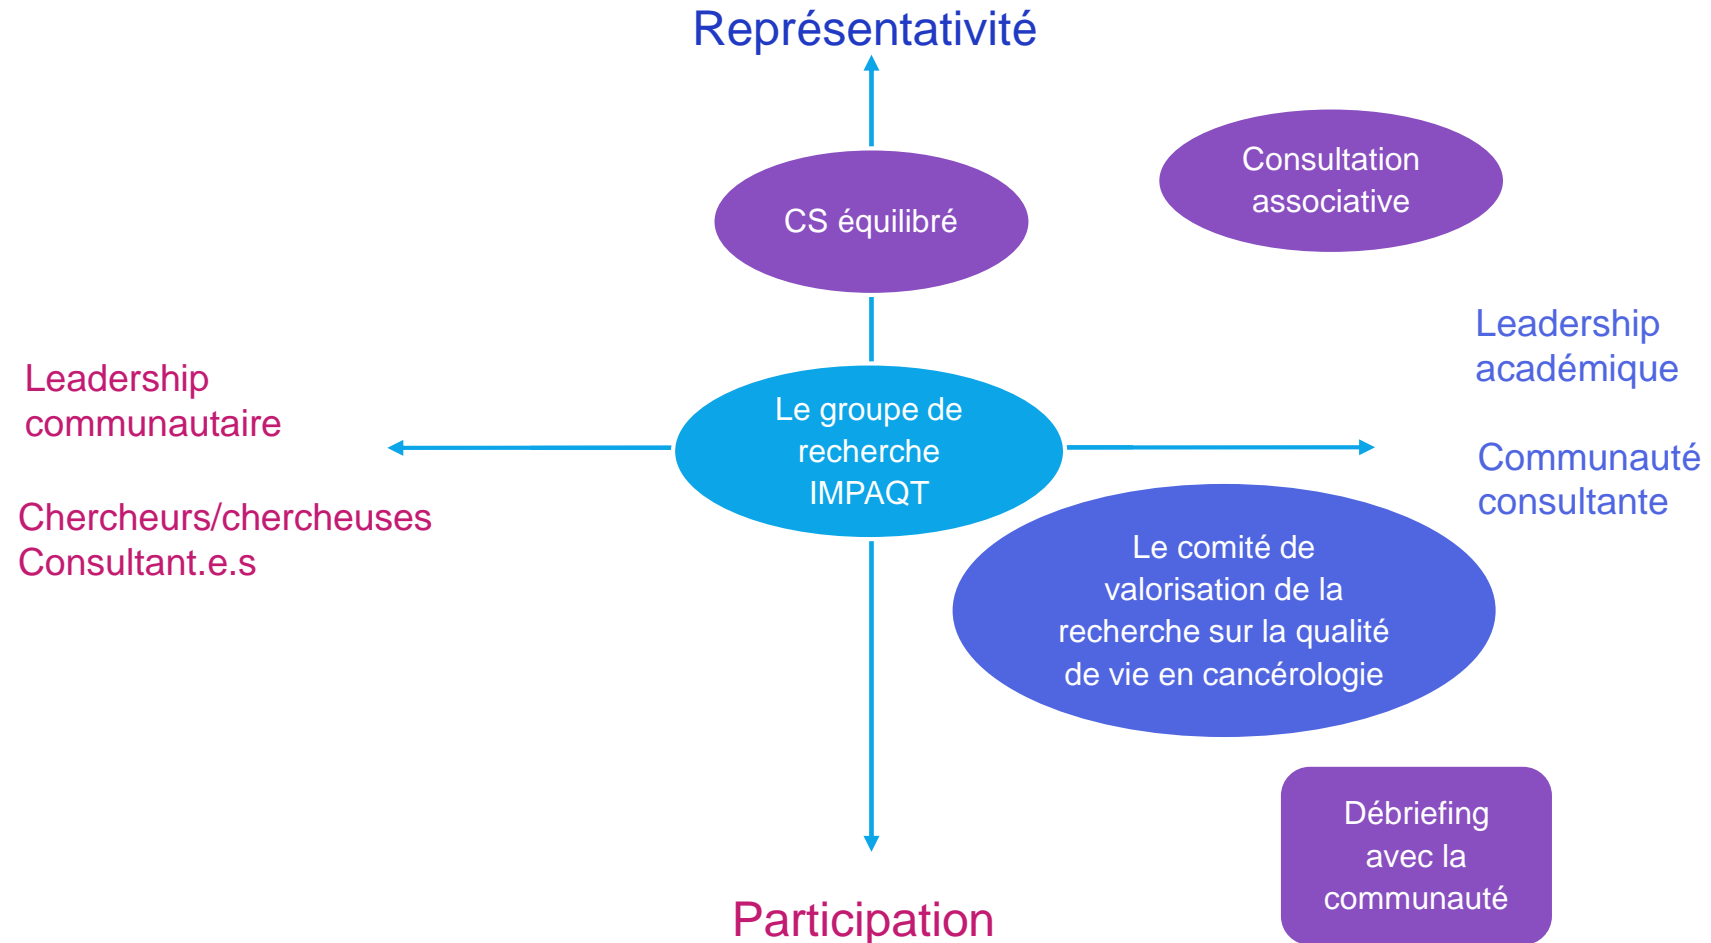 Représentativité
Consultation
associative
CS équilibré
Leadership
académique
Leadership
communautaire
Le groupe de
recherche
IMPAQT
Communauté
consultante
Chercheurs/chercheuses
Consultant.e.s
Le comité de
valorisation de la
recherche sur la qualité
de vie en cancérologie
Débriefing
avec la
communauté
Participation